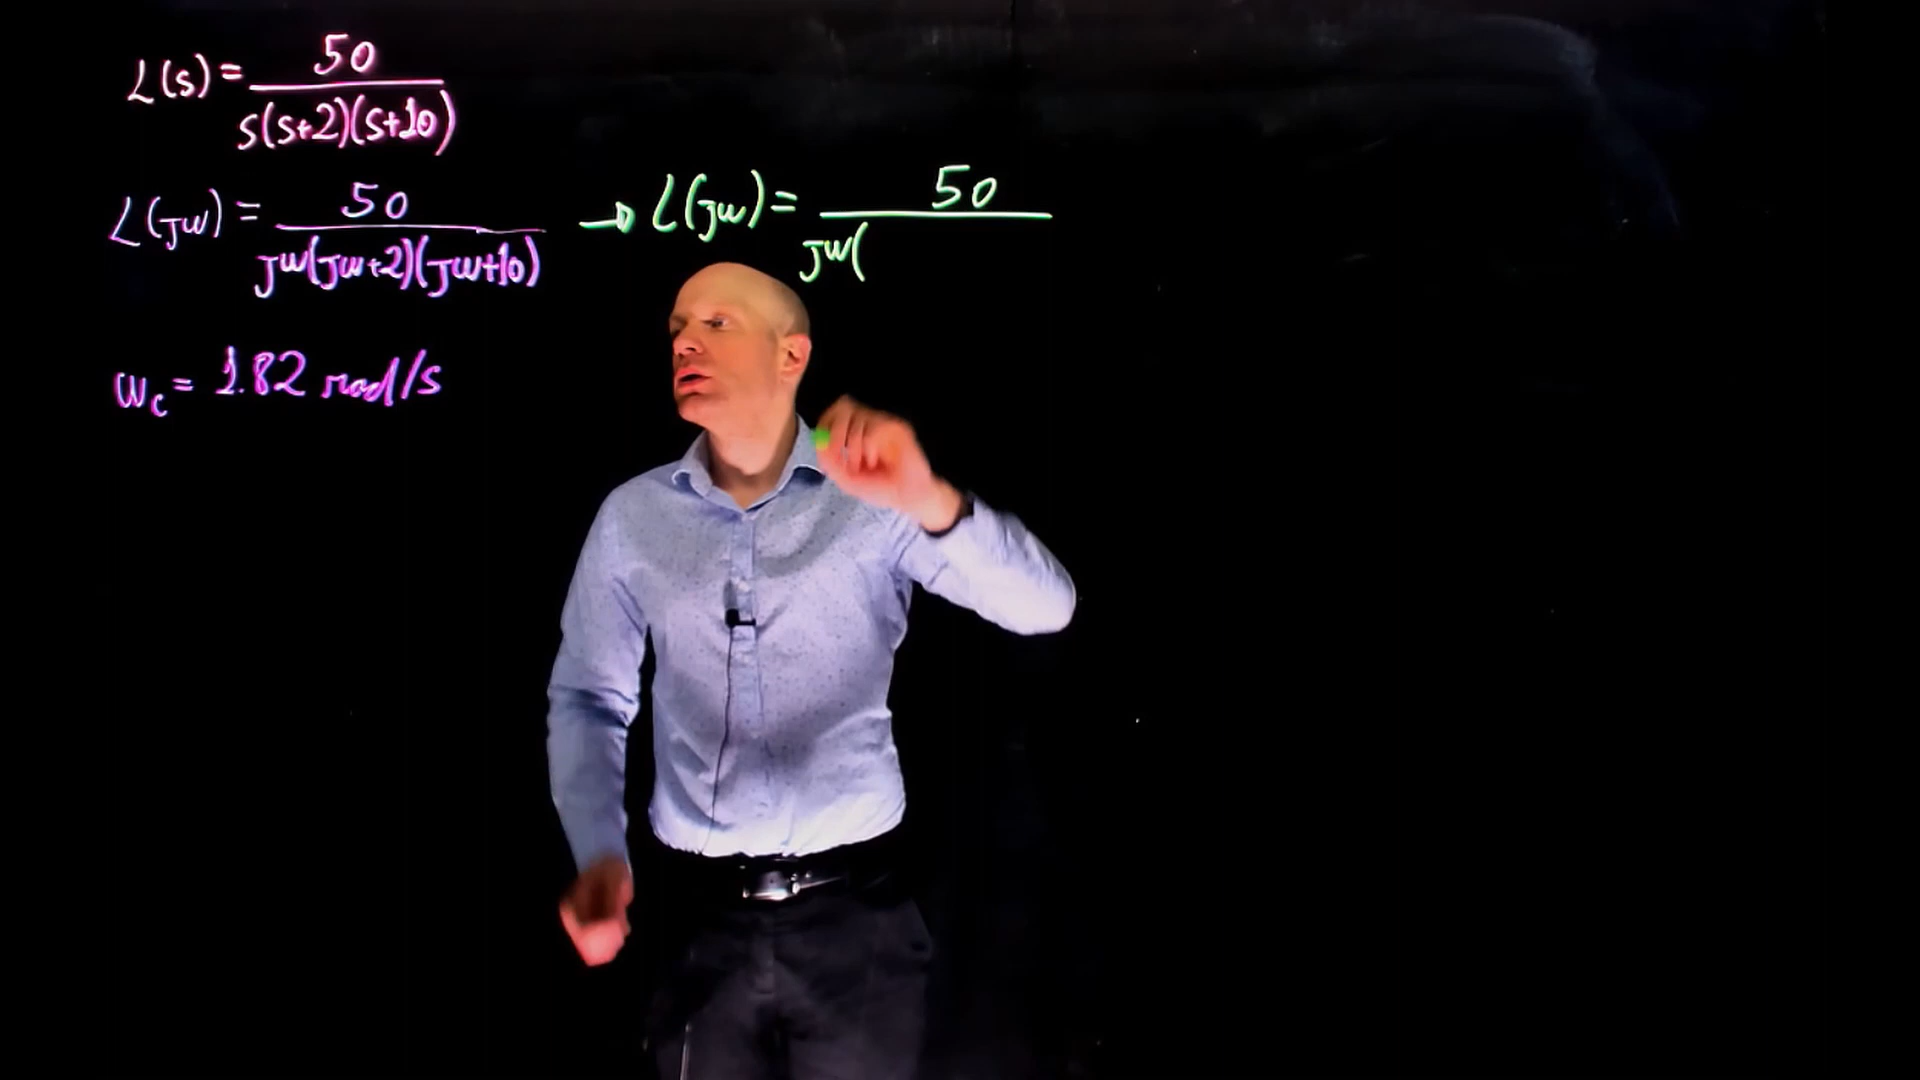 L(s) = 50 / s(s+2)(s+10)
L(jw) = 50 / jw(jw+2)(jw+10) → L(jw) = 50 / jw(
wc = 1.82 rad/s